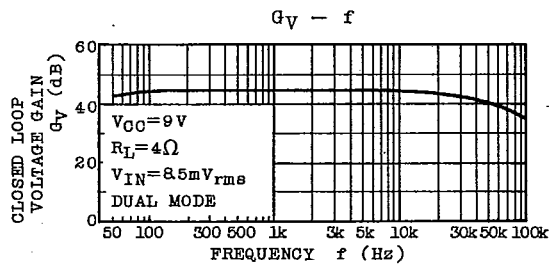 GV − f
CLOSED LOOP
VOLTAGE GAIN
GV (dB)
60
40
20
0
VCC=9V
RL=4Ω
VIN=8.5mVrms
DUAL MODE
50 100 300 500 1k 3k 5k 10k 30k 50k 100k
FREQUENCY f (Hz)